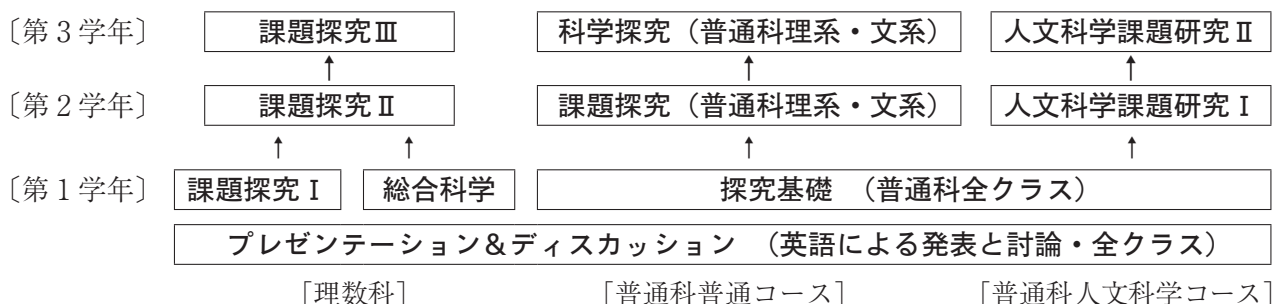 〔第3学年〕 課題探究Ⅲ 科学探究（普通科理系・文系） 人文科学課題研究Ⅱ
↑ ↑ ↑
〔第2学年〕 課題探究Ⅱ 課題探究（普通科理系・文系） 人文科学課題研究Ⅰ
↑ ↑ ↑ ↑
〔第1学年〕 課題探究Ⅰ 総合科学 探究基礎 （普通科全クラス）
プレゼンテーション＆ディスカッション （英語による発表と討論・全クラス）
［理数科］ ［普通科普通コース］ ［普通科人文科学コース］